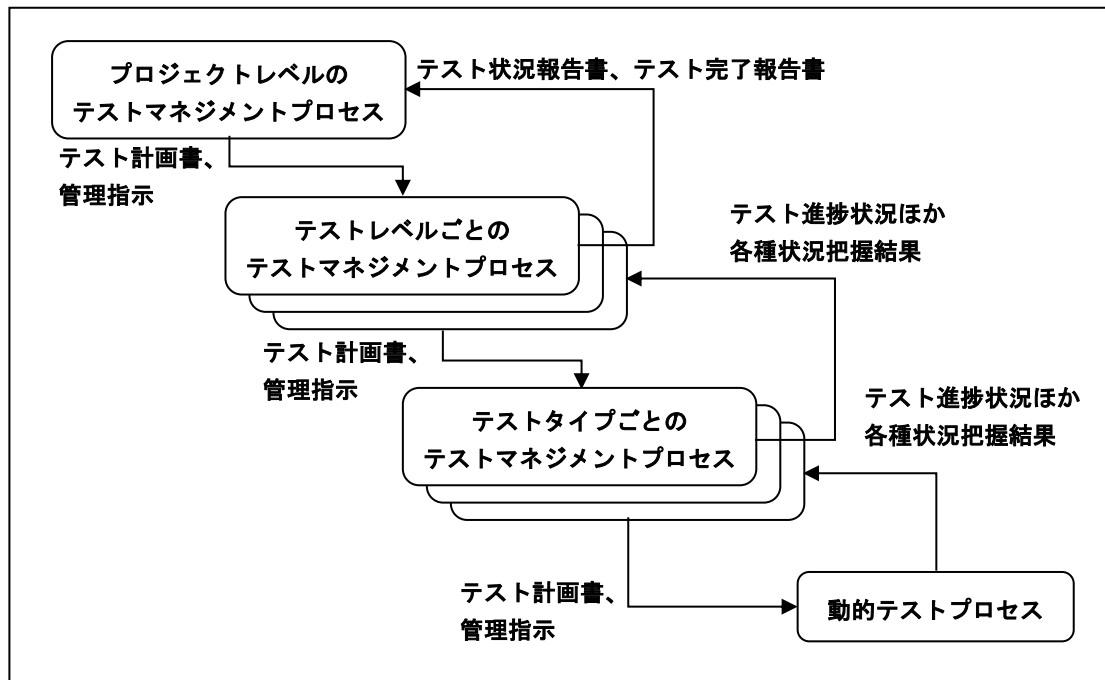 プロジェクトレベルの
テストマネジメントプロセス
テスト状況報告書、テスト完了報告書
テスト計画書、
管理指示
テストレベルごとの
テストマネジメントプロセス
テスト進捗状況ほか
各種状況把握結果
テスト計画書、
管理指示
テストタイプごとの
テストマネジメントプロセス
テスト進捗状況ほか
各種状況把握結果
テスト計画書、
管理指示
動的テストプロセス